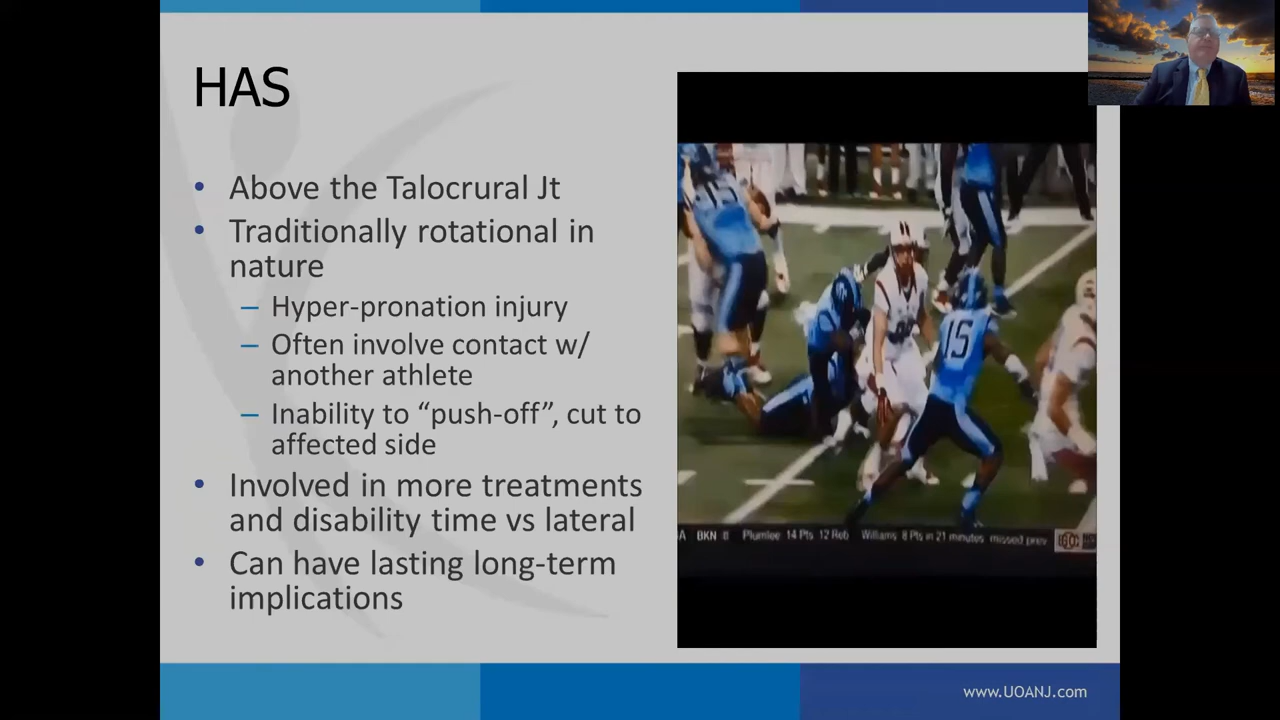 HAS
• Above the Talocrural Jt
• Traditionally rotational in
nature
– Hyper-pronation injury
– Often involve contact w/
another athlete
– Inability to “push-off”, cut to
affected side
• Involved in more treatments
and disability time vs lateral
• Can have lasting long-term
implications
15
BKN Plumlee 14 Pts 12 Reb Williams 8 Pts in 21 minutes missed prev
www.UOANJ.com